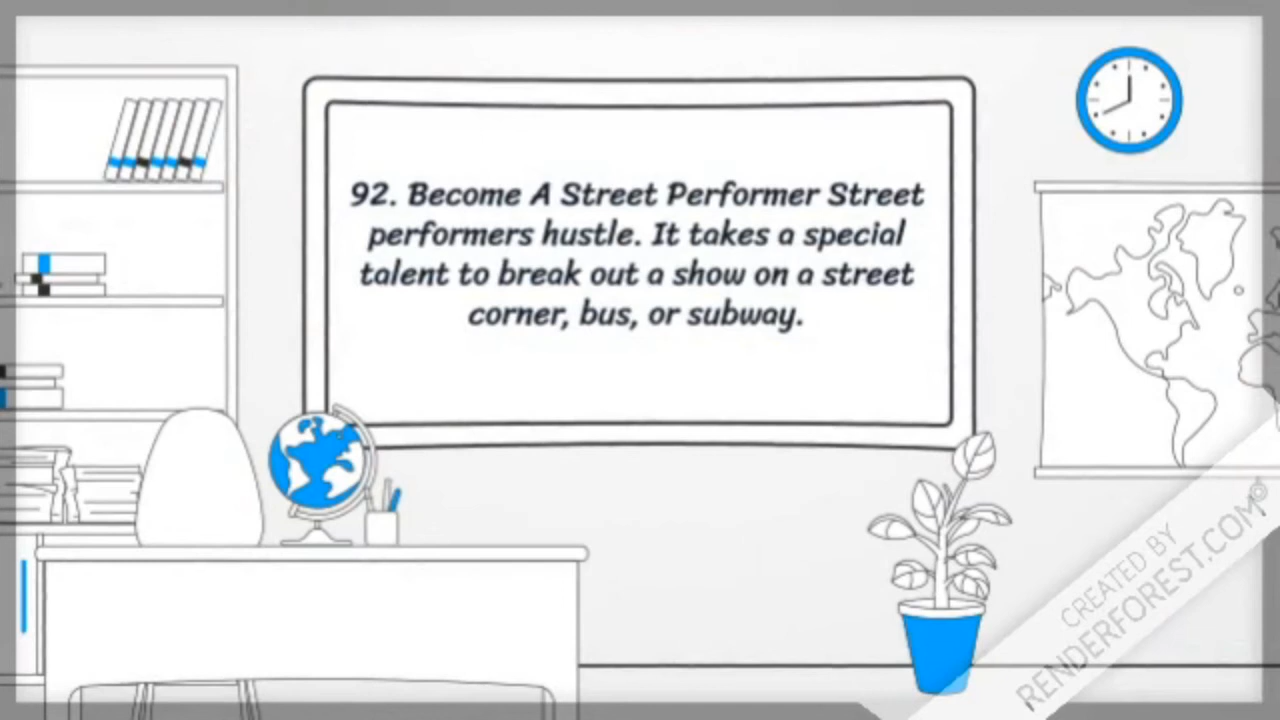 92. Become A Street Performer Street
performers hustle. It takes a special
talent to break out a show on a street
corner, bus, or subway.
CREATED BY
RENDERFOREST.COM